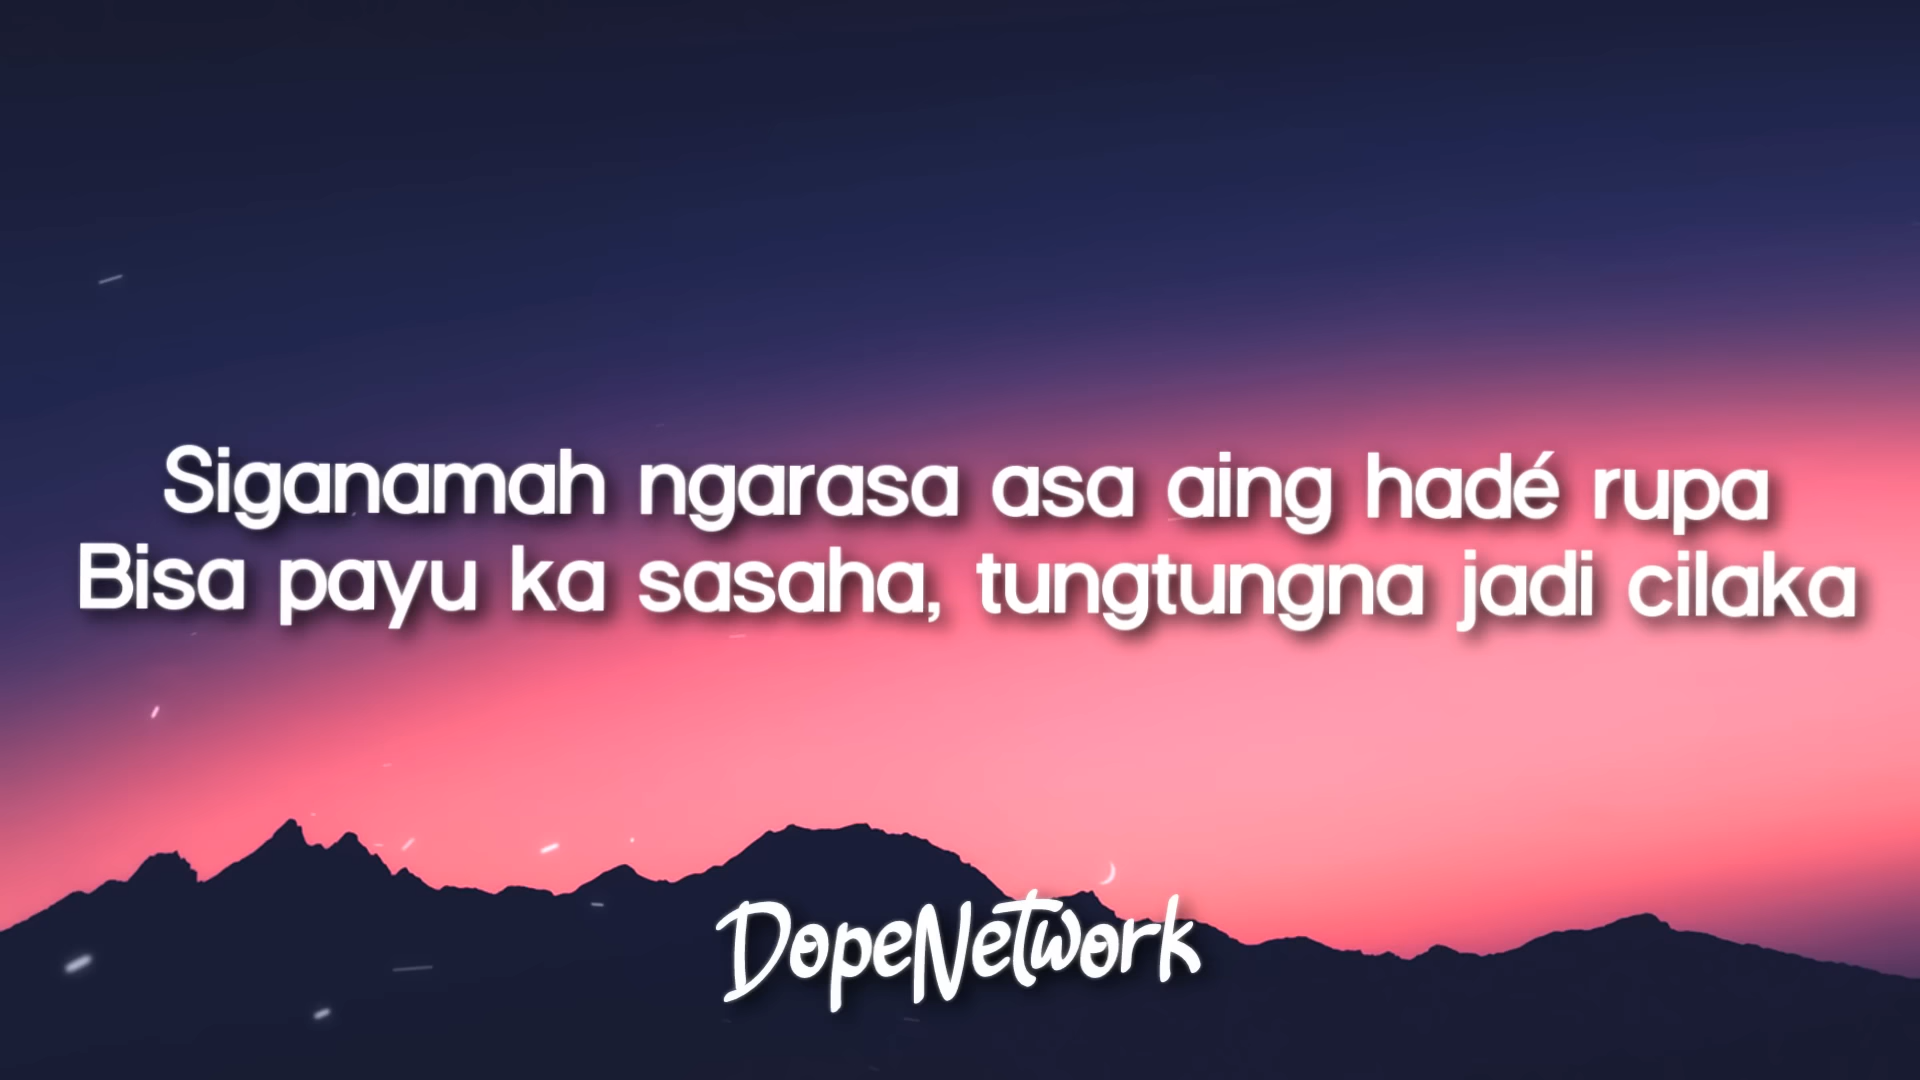 Siganamah ngarasa asa aing hadé rupa
Bisa payu ka sasaha, tungtungna jadi cilaka
DopeNetwork